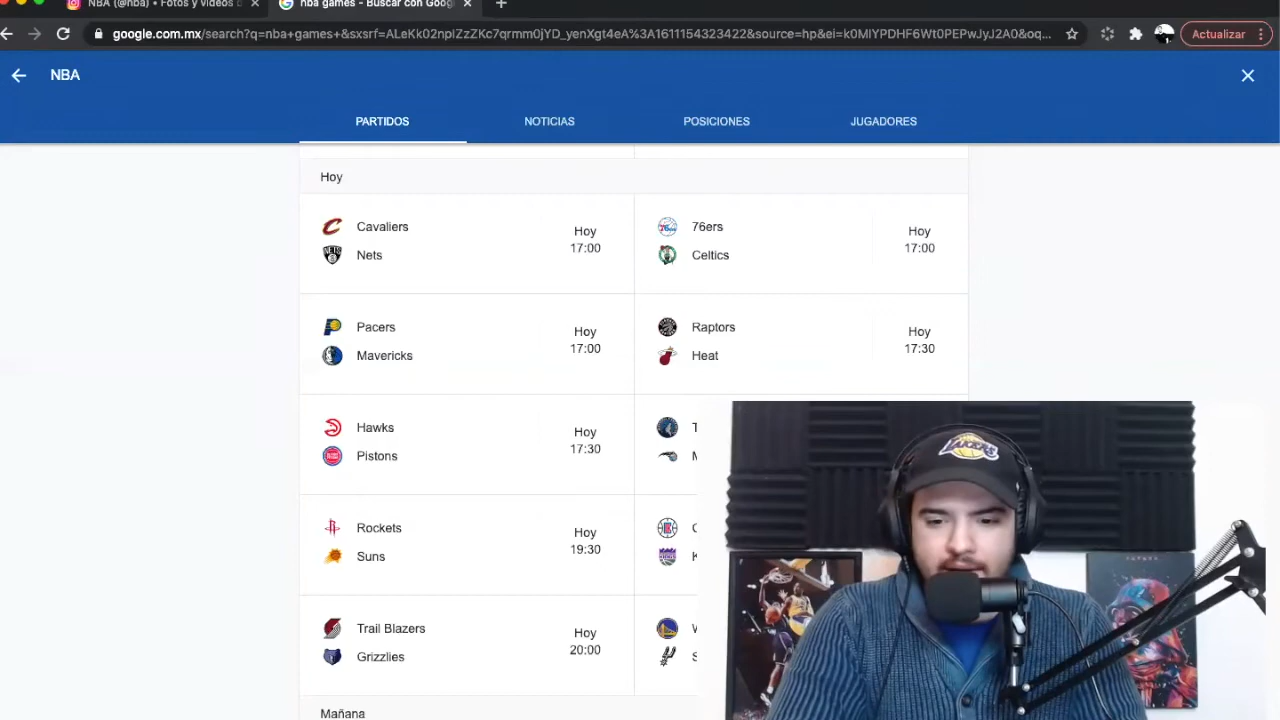 NBA (@nba) • Fotos y videos d
nba games - Buscar con Goog
google.com.mx/search?q=nba+games+&sxsrf=ALeKk02npIZzZKc7qrmm0jYD_yenXgt4eA%3A1611154323422&source=hp&ei=k0MIYPDHF6Wt0PEPwJyJ2A0&oq...
Actualizar
NBA
PARTIDOS
NOTICIAS
POSICIONES
JUGADORES
Hoy
Cavaliers
Nets
Hoy
17:00
76ers
Celtics
Hoy
17:00
Pacers
Mavericks
Hoy
17:00
Raptors
Heat
Hoy
17:30
Hawks
Pistons
Hoy
17:30
Rockets
Suns
Hoy
19:30
Trail Blazers
Grizzlies
Hoy
20:00
Mañana
LAKERS